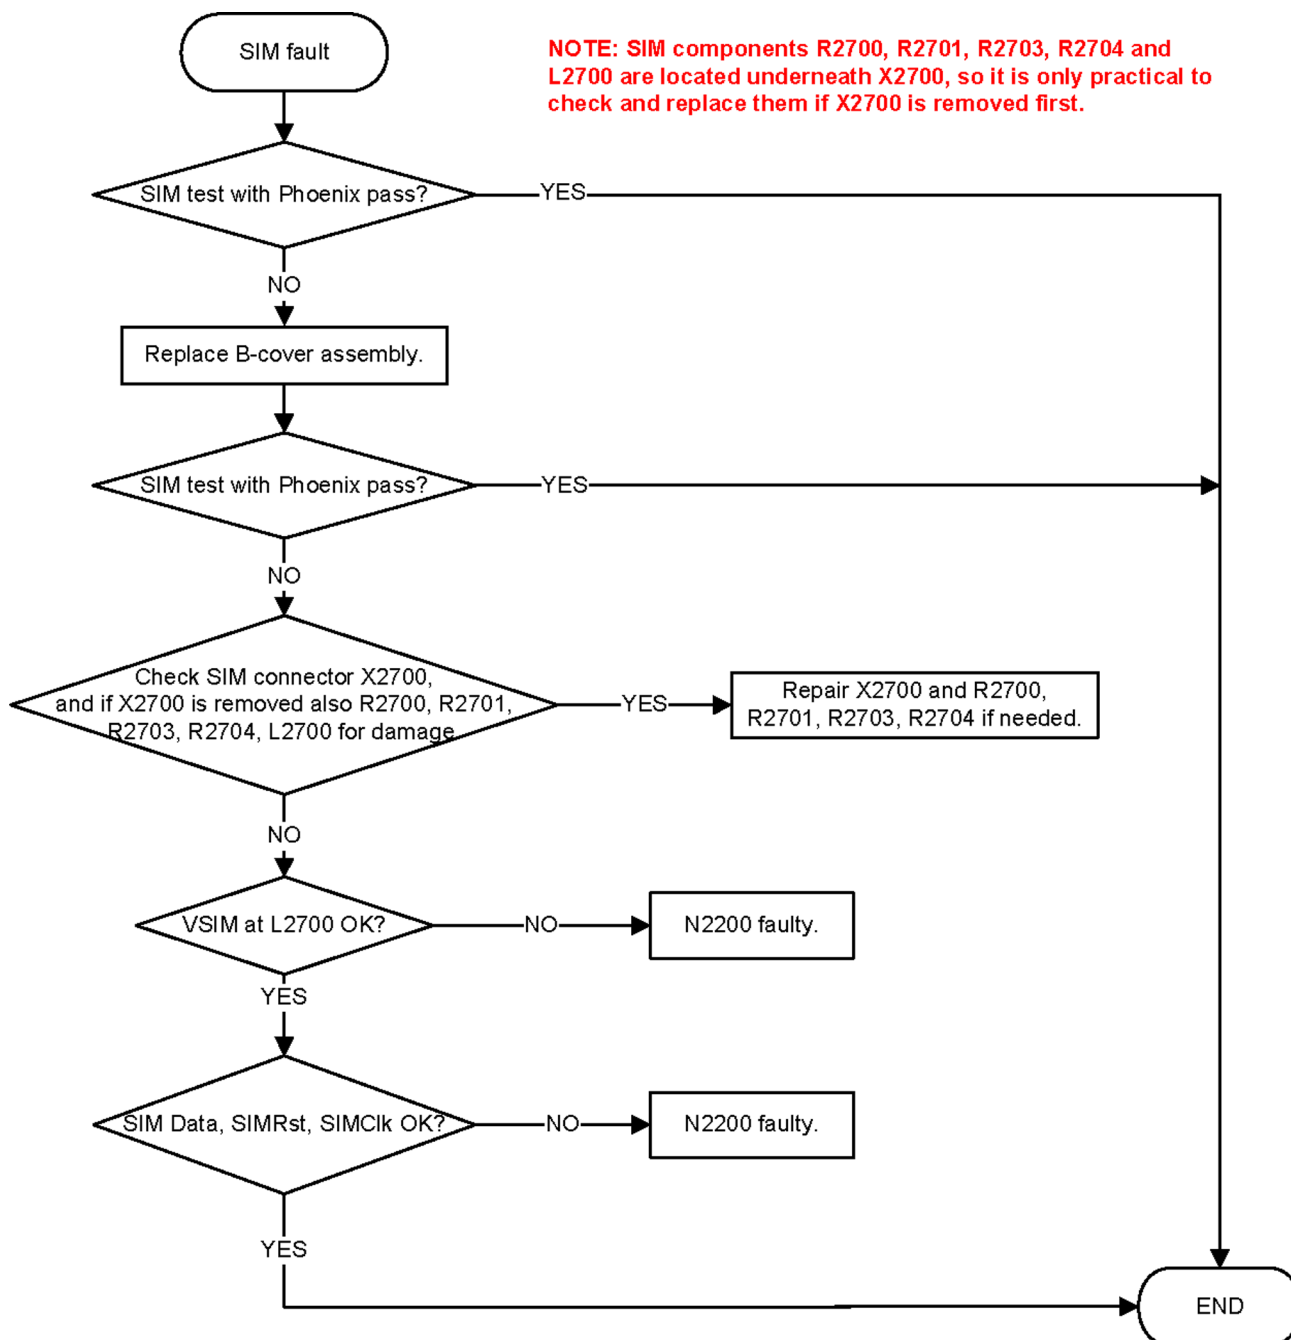 SIM fault
NOTE: SIM components R2700, R2701, R2703, R2704 and
L2700 are located underneath X2700, so it is only practical to
check and replace them if X2700 is removed first.
SIM test with Phoenix pass?
YES
NO
Replace B-cover assembly.
SIM test with Phoenix pass?
YES
NO
Check SIM connector X2700,
and if X2700 is removed also R2700, R2701,
R2703, R2704, L2700 for damage
YES
Repair X2700 and R2700,
R2701, R2703, R2704 if needed.
NO
VSIM at L2700 OK?
NO
N2200 faulty.
YES
SIM Data, SIMRst, SIMClk OK?
NO
N2200 faulty.
YES
END